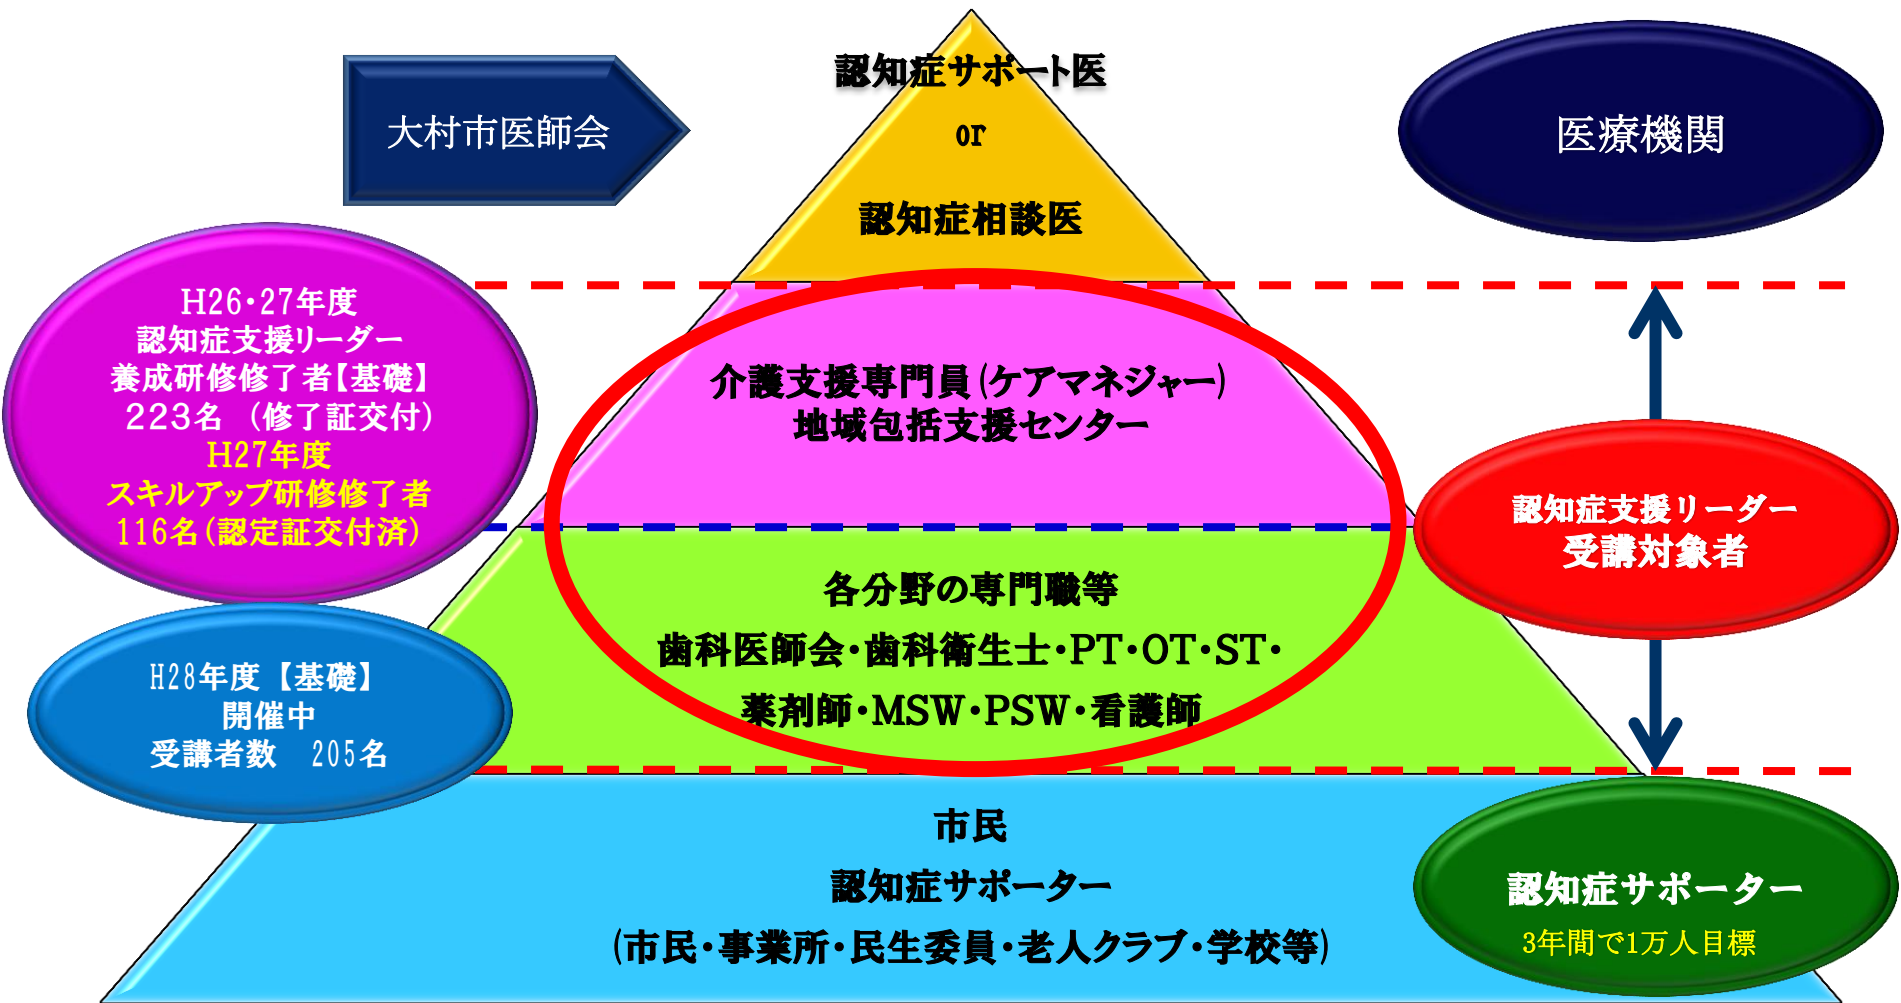 認知症サポート医
or
認知症相談医
大村市医師会
医療機関
H26・27年度
認知症支援リーダー
養成研修修了者【基礎】
223名 (修了証交付)
H27年度
スキルアップ研修修了者
116名(認定証交付済)
介護支援専門員(ケアマネジャー)
地域包括支援センター
認知症支援リーダー
受講対象者
各分野の専門職等
歯科医師会・歯科衛生士・PT・OT・ST・
薬剤師・MSW・PSW・看護師
H28年度【基礎】
開催中
受講者数 205名
市民
認知症サポーター
(市民・事業所・民生委員・老人クラブ・学校等)
認知症サポーター
3年間で1万人目標